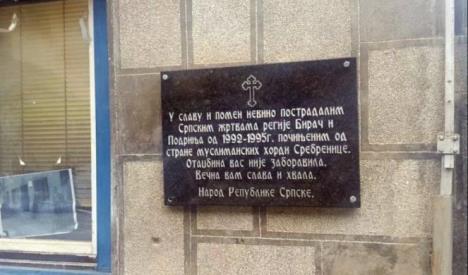 У славу и помен невино пострадалим
Српским жртвама регије Бирач и
Подриња од 1992-1995г. почињеним од
стране муслиманских хорди Сребренице.
Отаџбина вас није заборавила.
Вечна вам слава и хвала.
Народ Републике Српске.